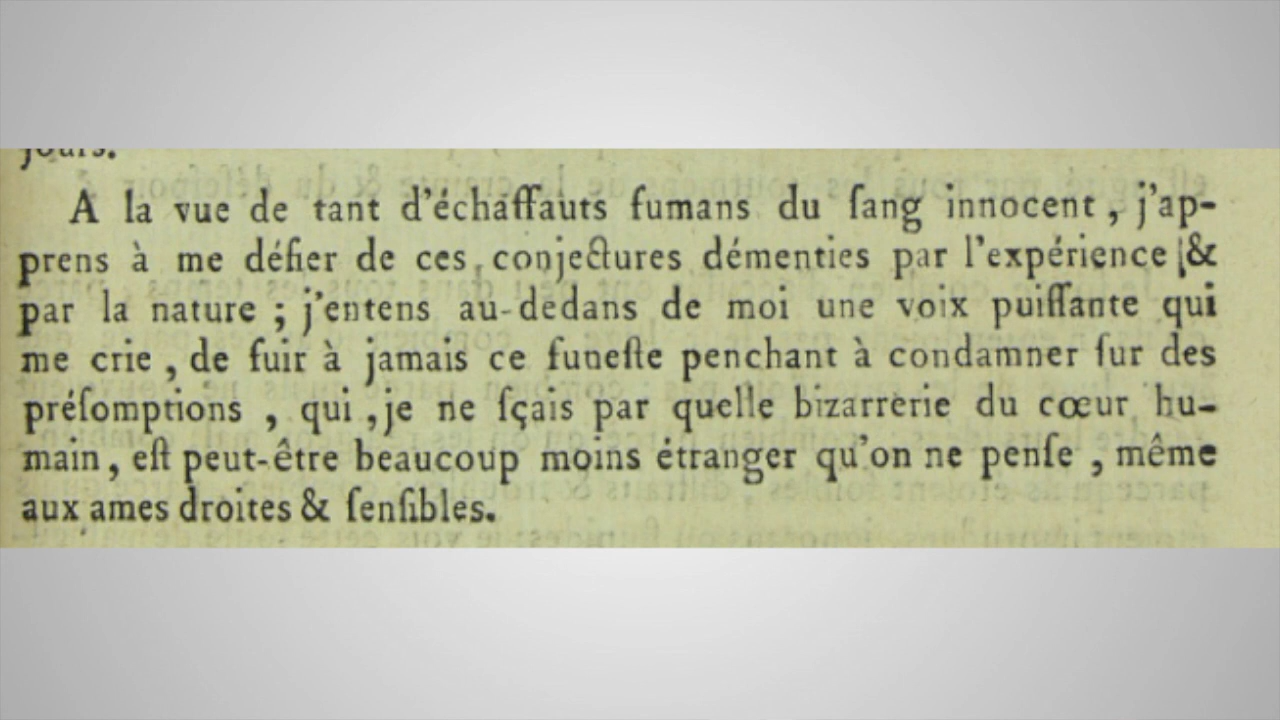 jours.
A la vue de tant d'échaffauts fumans du ſang innocent, j'ap-
prens à me défier de ces conjectures démenties par l'expérience &
par la nature ; j'entens au-dedans de moi une voix puiſſante qui
me crie, de fuir à jamais ce funeſte penchant à condamner ſur des
préſomptions, qui, je ne ſçais par quelle bizarrerie du cœur hu-
main, eſt peut-être beaucoup moins étranger qu'on ne penſe, même
aux ames droites & ſenſibles.